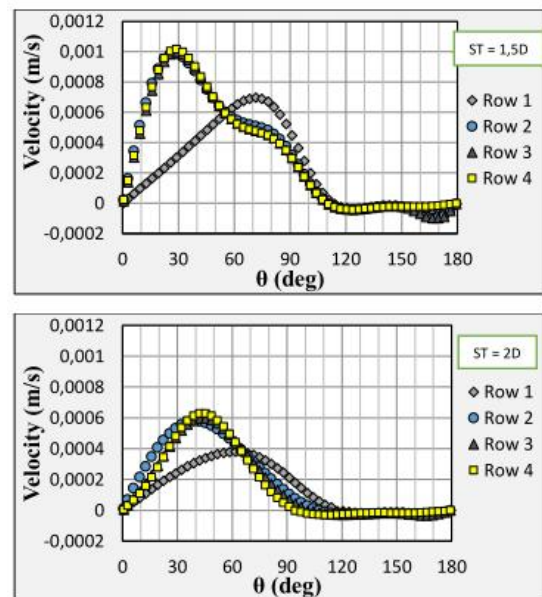 0,0012
0,001
0,0008
0,0006
0,0004
0,0002
0
-0,0002
Velocity (m/s)
0 30 60 90 120 150 180
θ (deg)
ST = 1,5D
Row 1
Row 2
Row 3
Row 4
0,0012
0,001
0,0008
0,0006
0,0004
0,0002
0
-0,0002
Velocity (m/s)
0 30 60 90 120 150 180
θ (deg)
ST = 2D
Row 1
Row 2
Row 3
Row 4